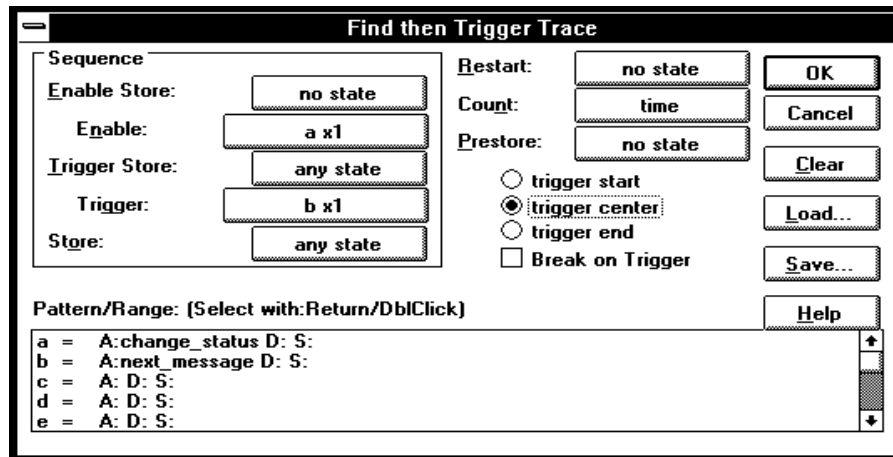 Find then Trigger Trace
Sequence
Enable Store: no state
Enable: a x1
Trigger Store: any state
Trigger: b x1
Store: any state
Restart: no state
Count: time
Prestore: no state
trigger start
trigger center
trigger end
Break on Trigger
OK
Cancel
Clear
Load...
Save...
Help
Pattern/Range: (Select with:Return/DblClick)
a = A:change_status D: S:
b = A:next_message D: S:
c = A: D: S:
d = A: D: S:
e = A: D: S: